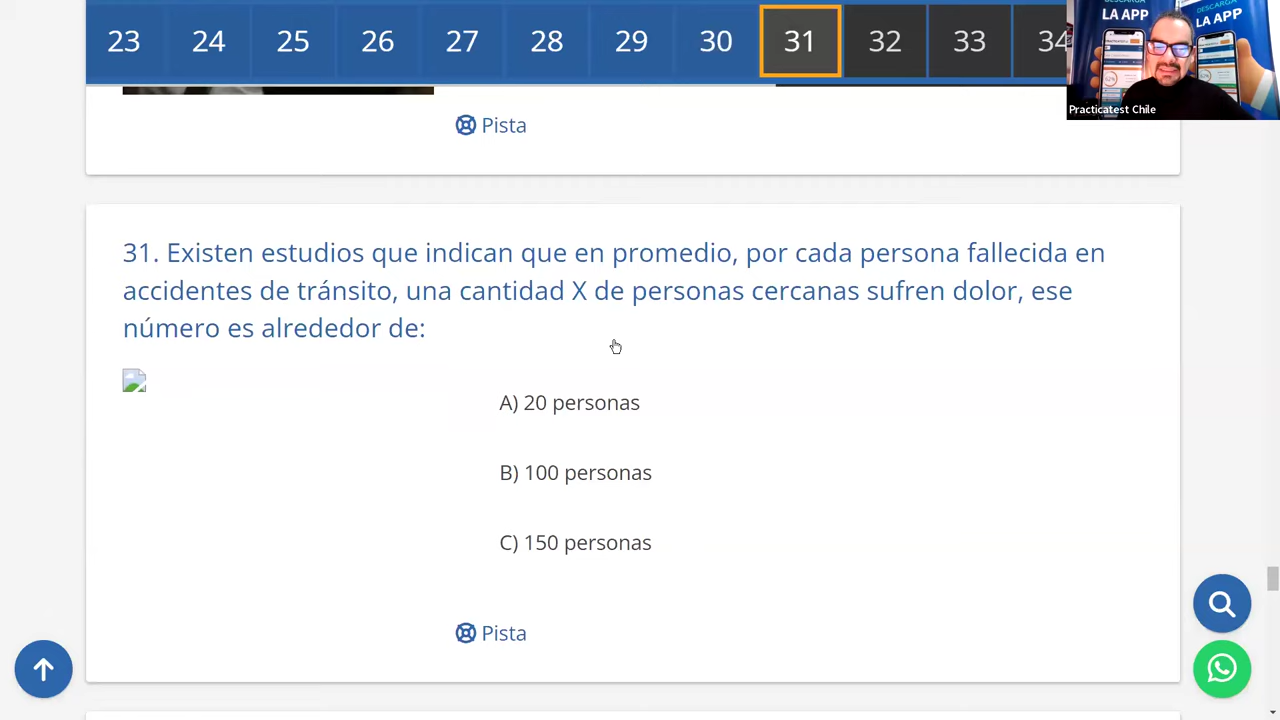 23 24 25 26 27 28 29 30 31 32 33 34
DESCARGA
LA APP
LA APP
Practicatest Chile
Pista
31. Existen estudios que indican que en promedio, por cada persona fallecida en
accidentes de tránsito, una cantidad X de personas cercanas sufren dolor, ese
número es alrededor de:
A) 20 personas
B) 100 personas
C) 150 personas
Pista